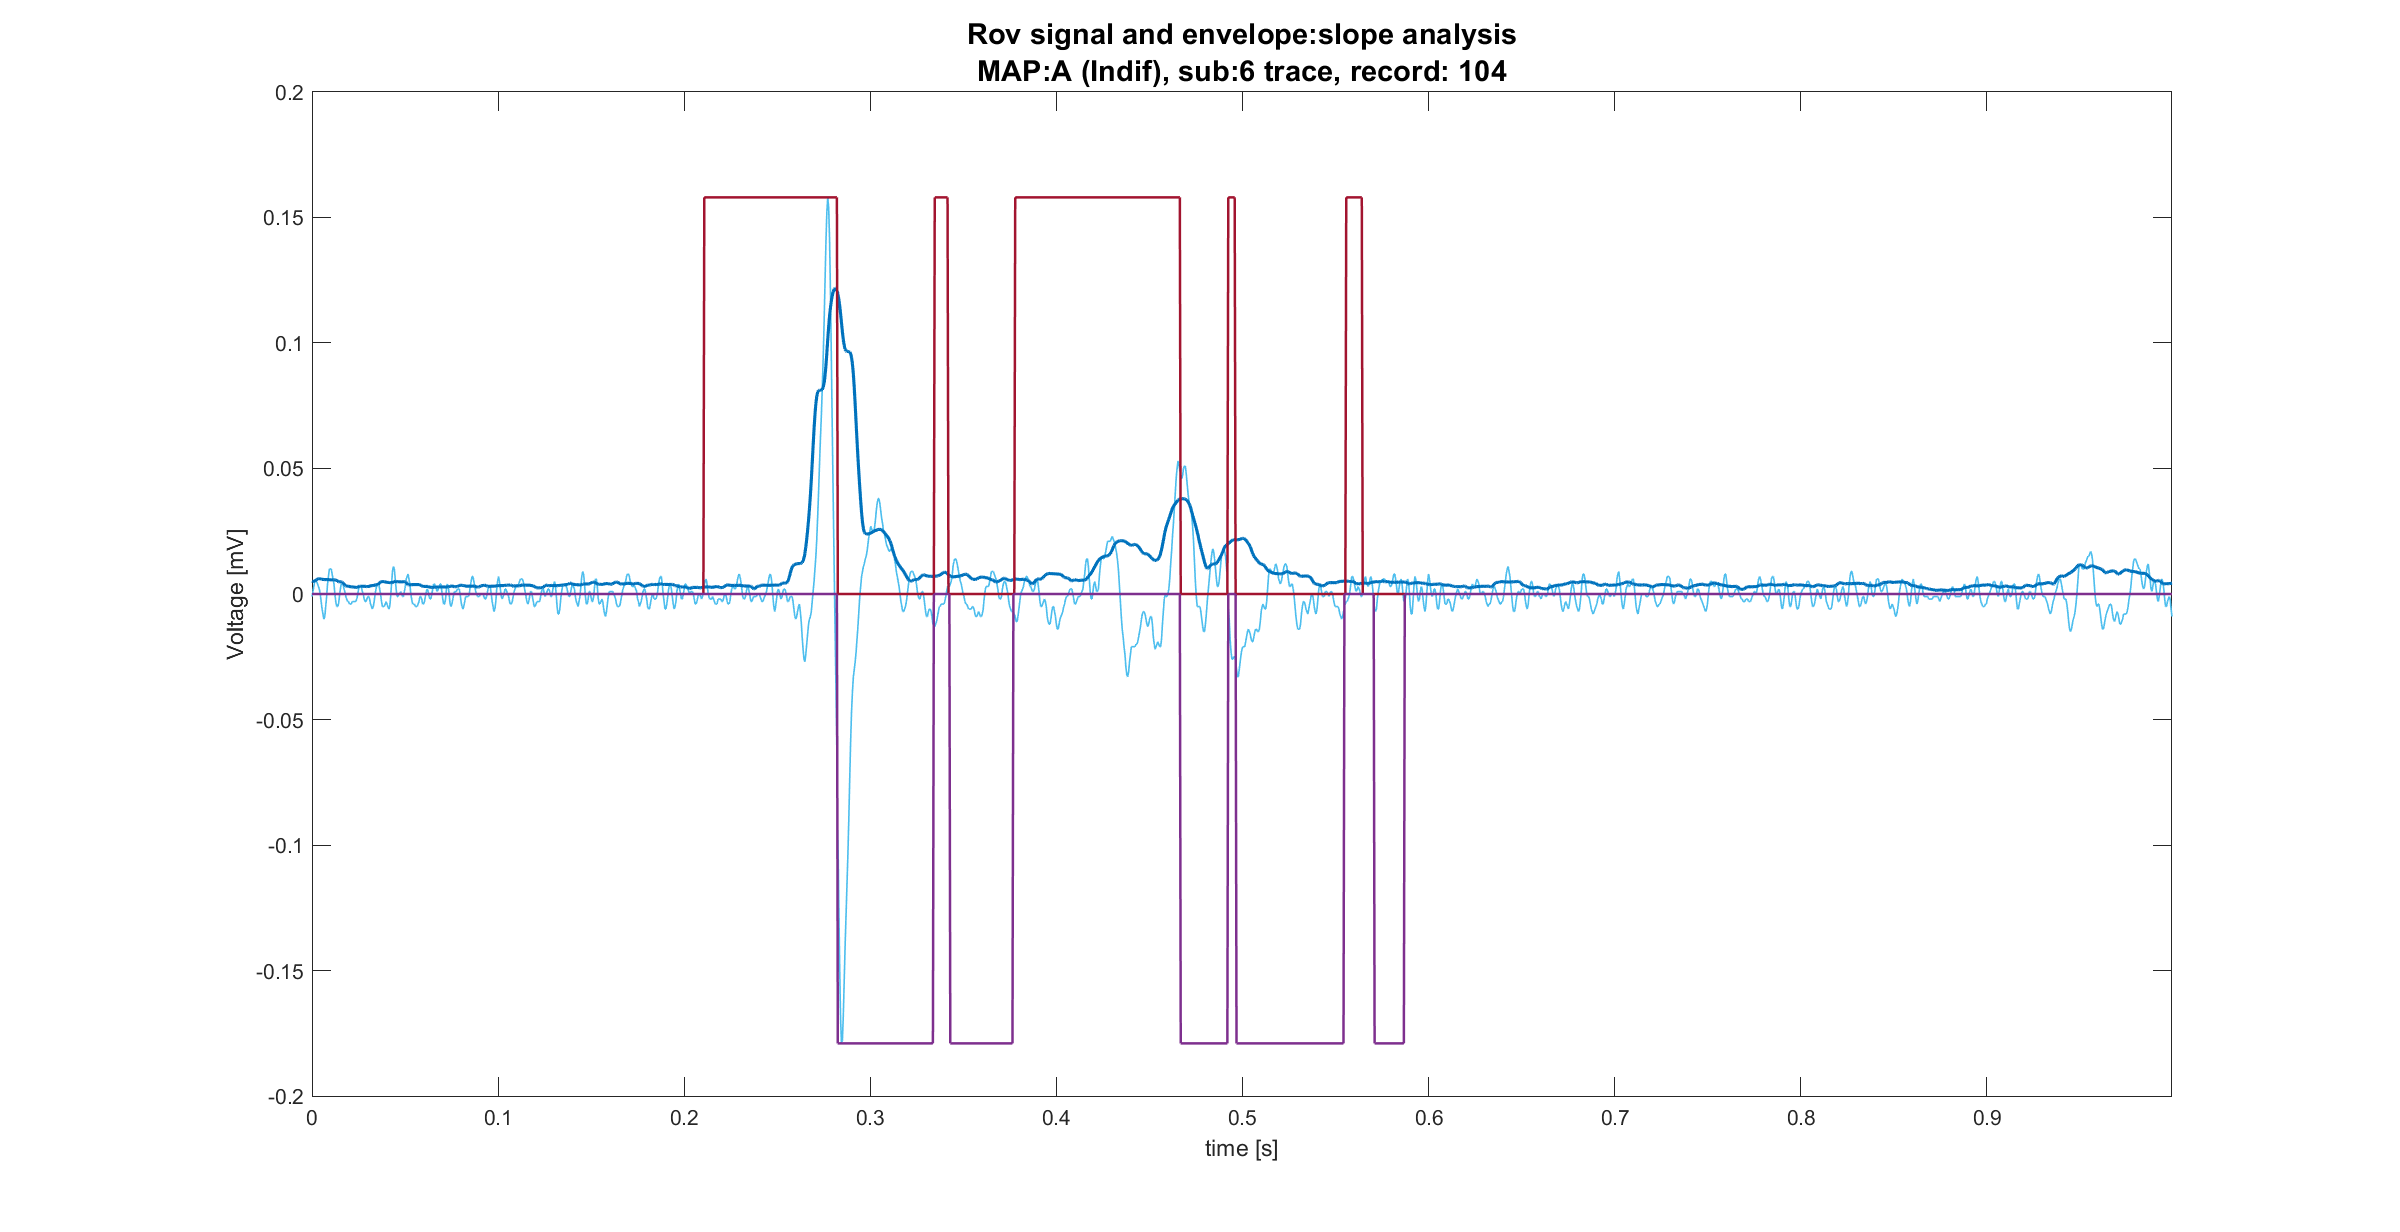 Rov signal and envelope:slope analysis
MAP:A (Indif), sub:6 trace, record: 104
0.2
0.15
0.1
0.05
0
-0.05
-0.1
-0.15
-0.2
Voltage [mV]
0 0.1 0.2 0.3 0.4 0.5 0.6 0.7 0.8 0.9
time [s]